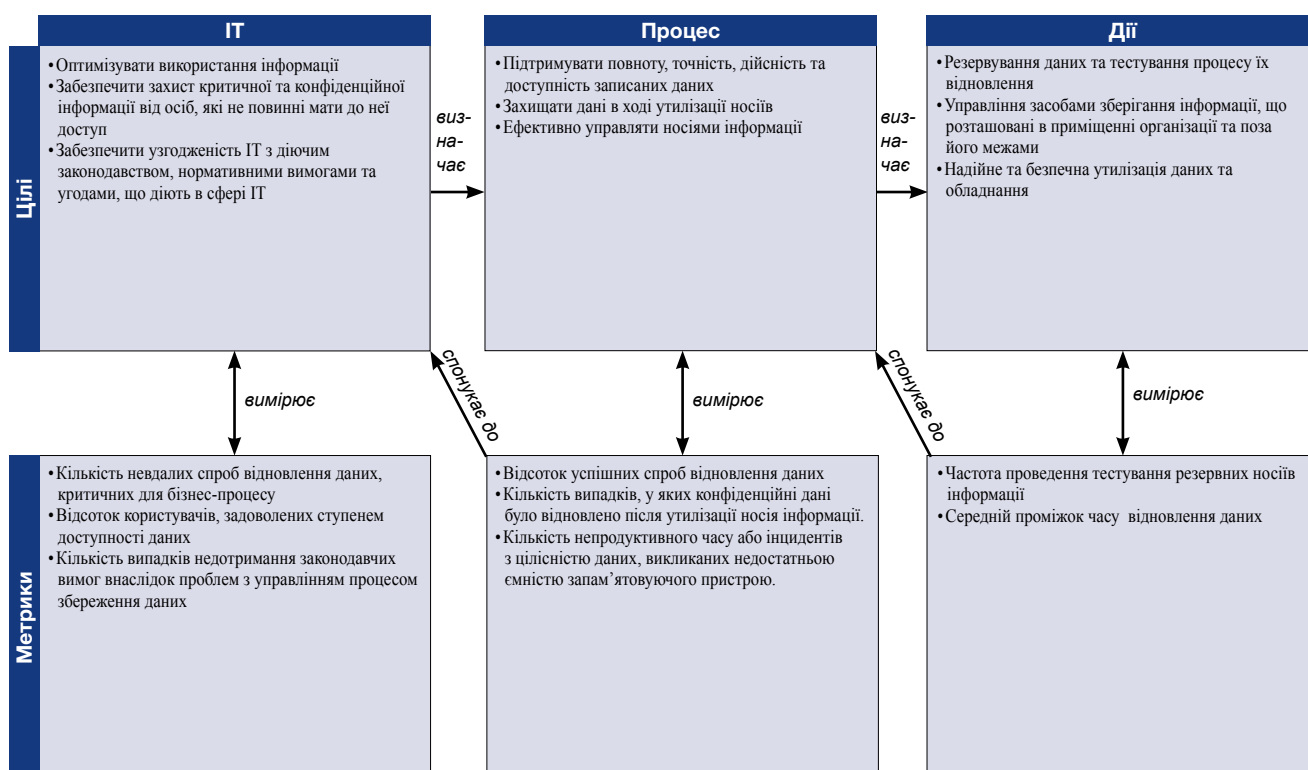 ІТ
Процес
Дії
Цілі
•Оптимізувати використання інформації
•Забезпечити захист критичної та конфіденційної
інформації від осіб, які не повинні мати до неї
доступ
•Забезпечити узгодженість ІТ з діючим
законодавством, нормативними вимогами та
угодами, що діють в сфері ІТ
виз-
на-
чає
•Підтримувати повноту, точність, дійсність та
доступність записаних даних
•Захищати дані в ході утилізації носіїв
•Ефективно управляти носіями інформації
виз-
на-
чає
•Резервування даних та тестування процесу їх
відновлення
•Управління засобами зберігання інформації, що
розташовані в приміщенні організації та поза
його межами
•Надійне та безпечна утилізація даних та
обладнання
вимірює
спонукає до
вимірює
спонукає до
вимірює
Метрики
•Кількість невдалих спроб відновлення даних,
критичних для бізнес-процесу
•Відсоток користувачів, задоволених ступенем
доступності даних
•Кількість випадків недотримання законодавчих
вимог внаслідок проблем з управлінням процесом
збереження даних
•Відсоток успішних спроб відновлення даних
•Кількість випадків, у яких конфіденційні дані
було відновлено після утилізації носія інформації.
•Кількість непродуктивного часу або інцидентів
з цілісністю даних, викликаних недостатньою
ємністю запам’ятовуючого пристрою.
•Частота проведення тестування резервних носіїв
інформації
•Середній проміжок часу відновлення даних